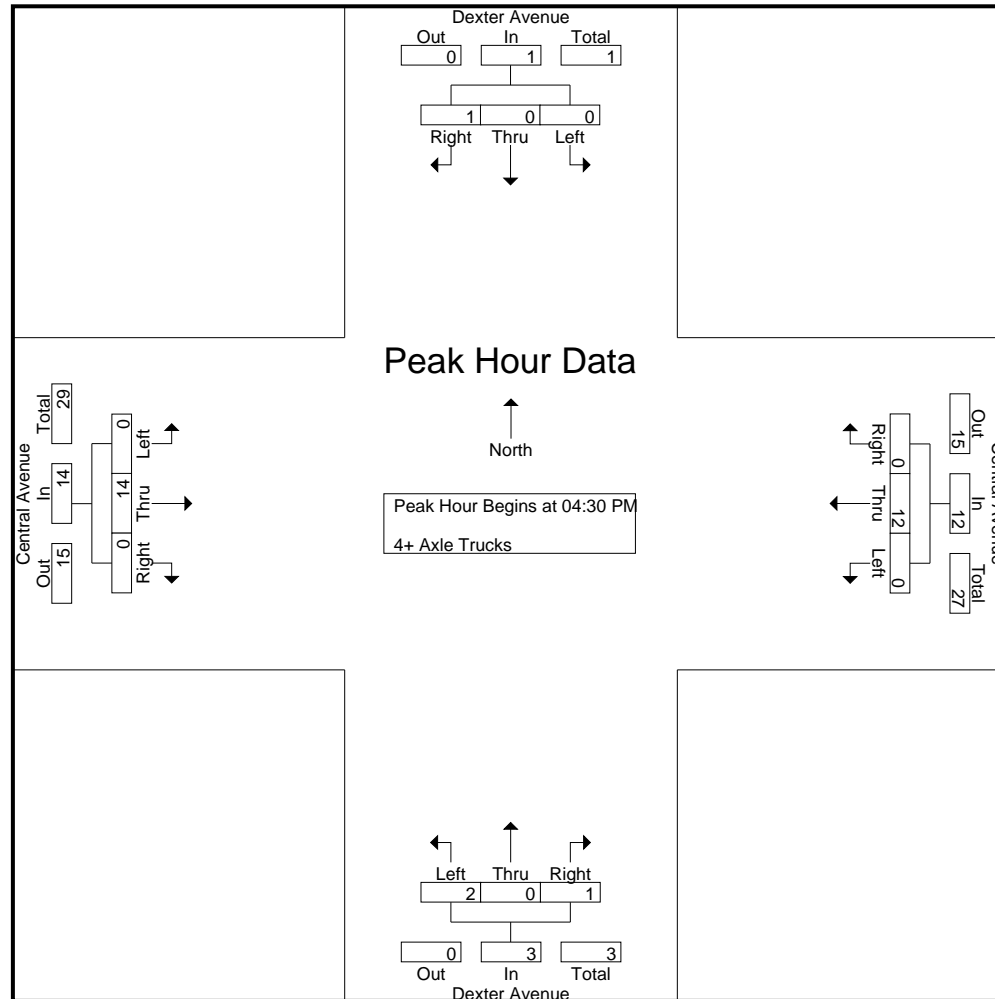 Dexter Avenue
Out In Total
0 1 1
1 0 0
Right Thru Left
Peak Hour Data
North
Peak Hour Begins at 04:30 PM
4+ Axle Trucks
Central Avenue
Out In Total
15 14 29
Left Thru Right
0 14 0
Central Avenue
Out In Total
15 12 27
Right Thru Left
0 12 0
Left Thru Right
2 0 1
0 3 3
Out In Total
Dexter Avenue